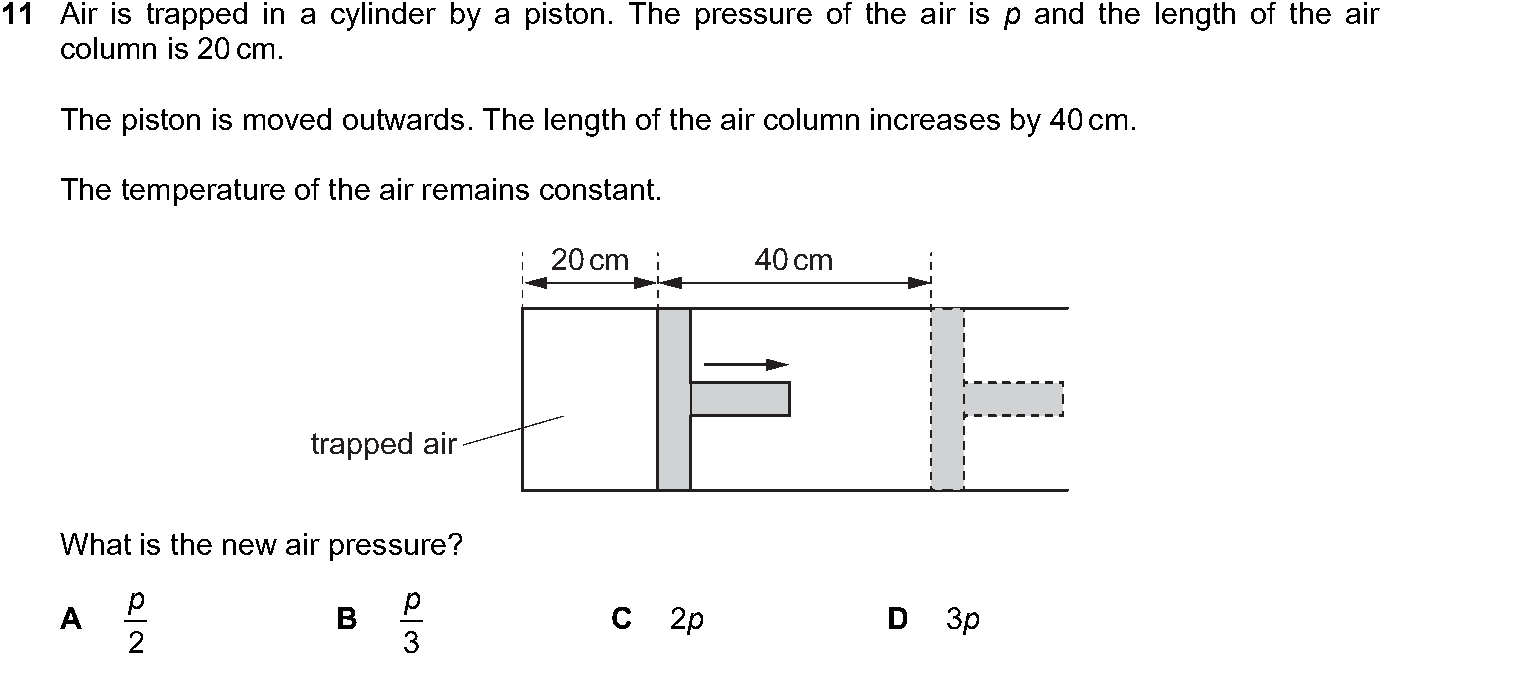 11 Air is trapped in a cylinder by a piston. The pressure of the air is p and the length of the air
column is 20 cm.
The piston is moved outwards. The length of the air column increases by 40 cm.
The temperature of the air remains constant.
20 cm 40 cm
trapped air
What is the new air pressure?
A p/2 B p/3 C 2p D 3p